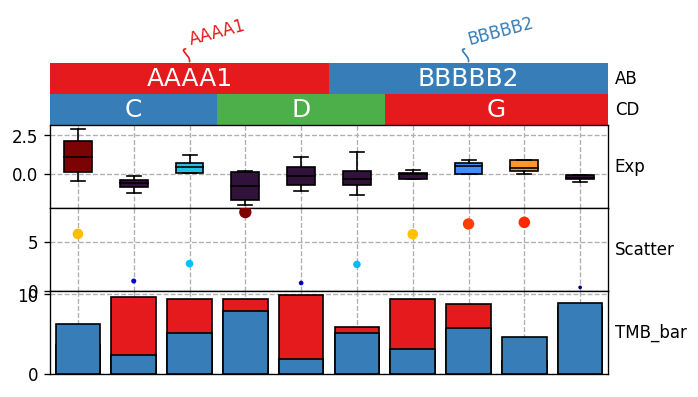 AAAA1 BBBBB2
AAAA1 BBBBB2 AB
C D G CD
2.5
0.0
Exp
5
0
Scatter
10
0
TMB_bar